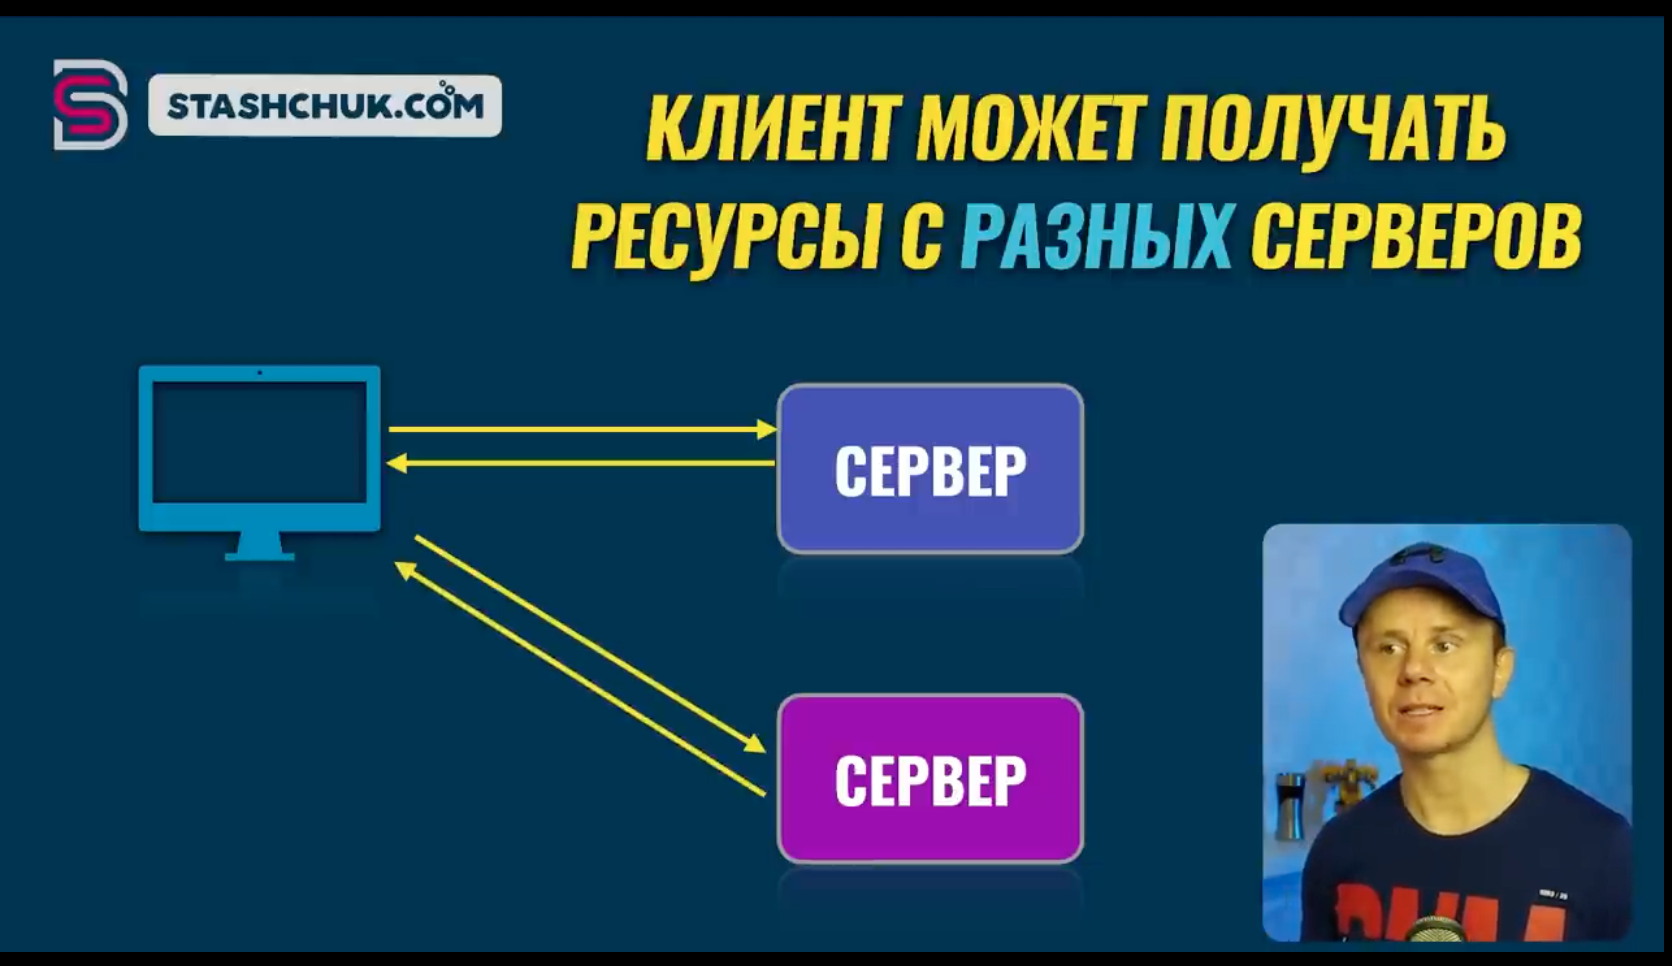 STASHCHUK.COM
КЛИЕНТ МОЖЕТ ПОЛУЧАТЬ
РЕСУРСЫ С РАЗНЫХ СЕРВЕРОВ
СЕРВЕР
СЕРВЕР